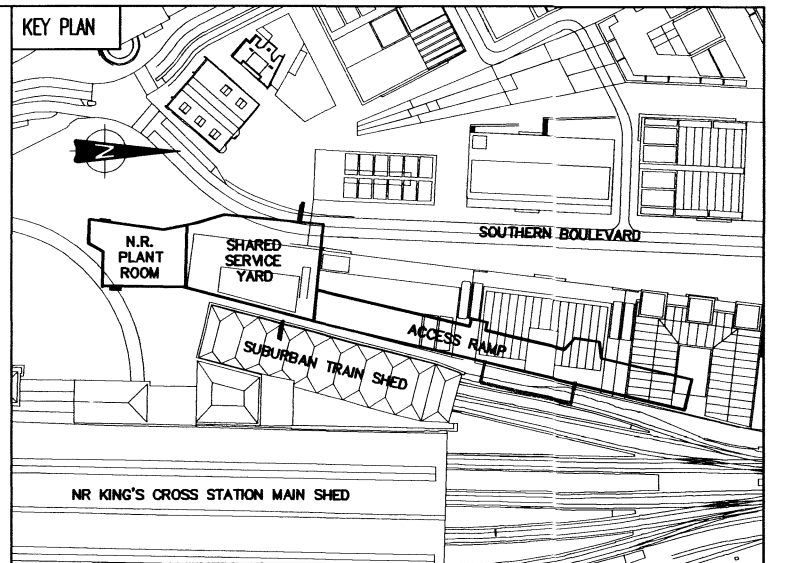 KEY PLAN
N
SOUTHERN BOULEVARD
N.R.
PLANT
ROOM
SHARED
SERVICE
YARD
ACCESS RAMP
SUBURBAN TRAIN SHED
NR KING'S CROSS STATION MAIN SHED